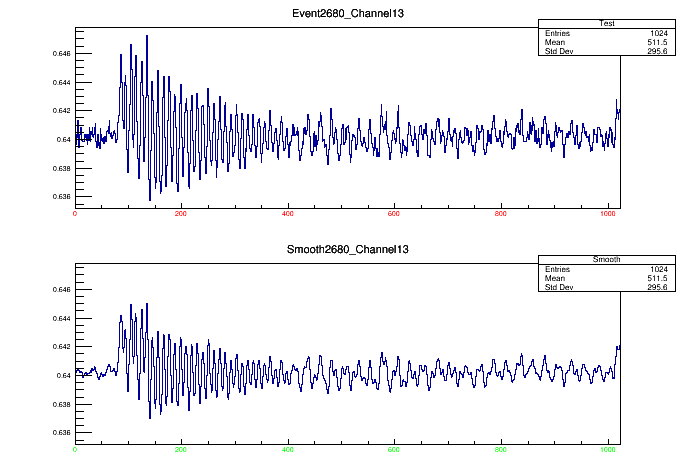 Event2680_Channel13
Test
Entries 1024
Mean 511.5
Std Dev 295.6
0.646
0.644
0.642
0.64
0.638
0.636
0 200 400 600 800 1000
Smooth2680_Channel13
Smooth
Entries 1024
Mean 511.5
Std Dev 295.6
0.646
0.644
0.642
0.64
0.638
0.636
0 200 400 600 800 1000